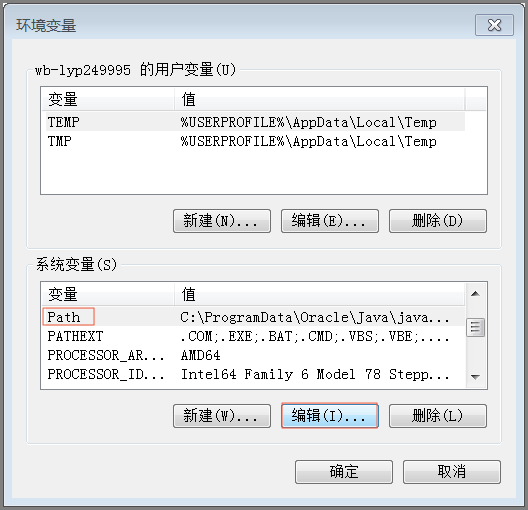 环境变量
wb-lyp249995 的用户变量(U)
变量 值
TEMP %USERPROFILE%\AppData\Local\Temp
TMP %USERPROFILE%\AppData\Local\Temp
新建(N)... 编辑(E)... 删除(D)
系统变量(S)
变量 值
Path C:\ProgramData\Oracle\Java\java...
PATHEXT .COM;.EXE;.BAT;.CMD;.VBS;.VBE;....
PROCESSOR_AR... AMD64
PROCESSOR_ID... Intel64 Family 6 Model 78 Stepp...
新建(W)... 编辑(I)... 删除(L)
确定 取消